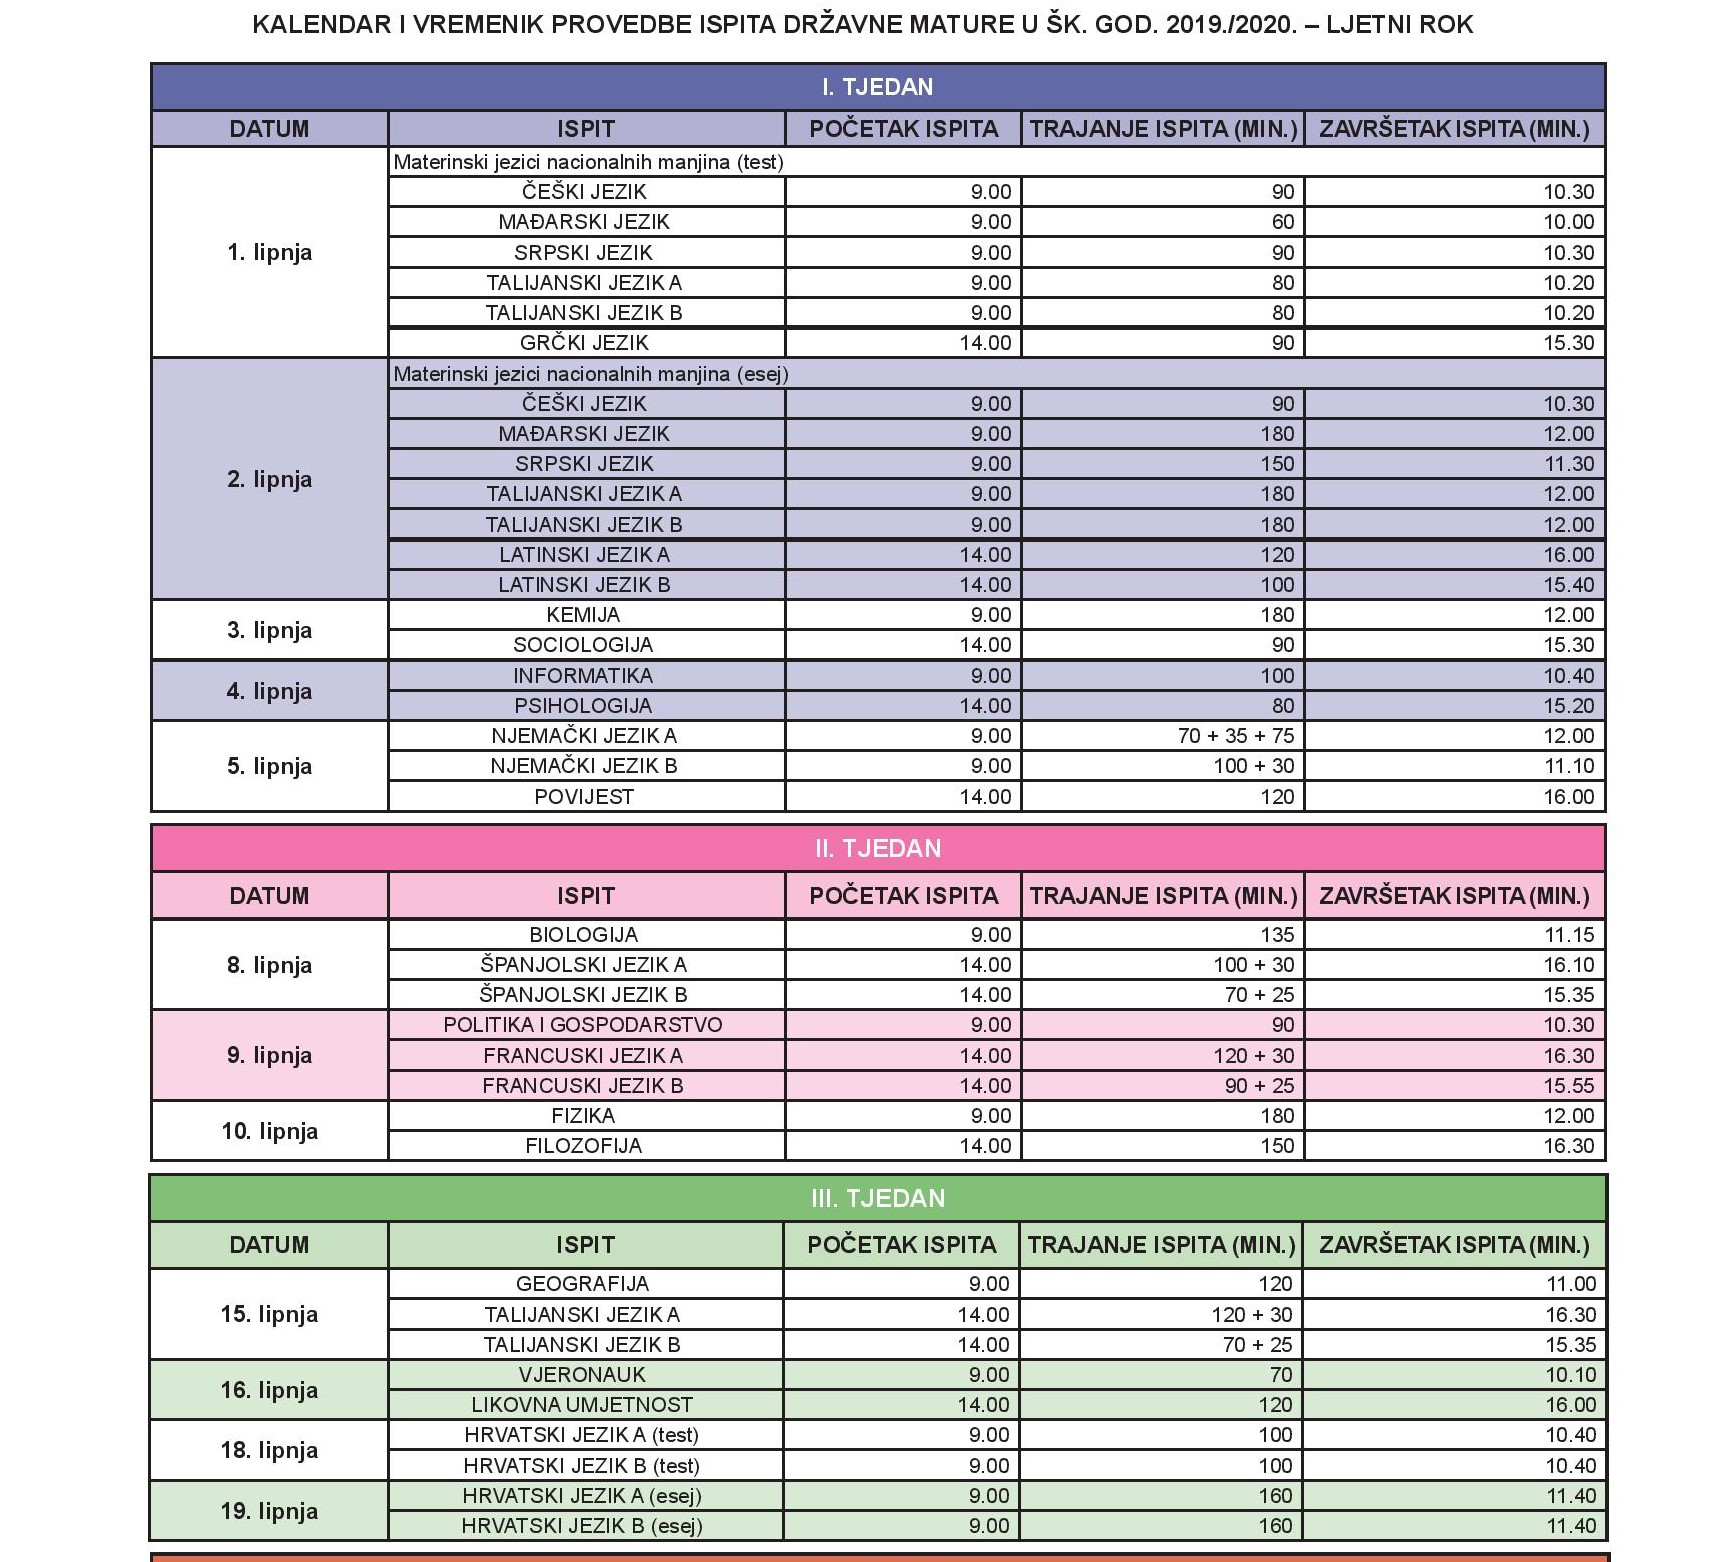 KALENDAR I VREMENIK PROVEDBE ISPITA DRŽAVNE MATURE U ŠK. GOD. 2019./2020. – LJETNI ROK
I. TJEDAN
DATUM ISPIT POČETAK ISPITA TRAJANJE ISPITA (MIN.) ZAVRŠETAK ISPITA (MIN.)
1. lipnja
Materinski jezici nacionalnih manjina (test)
ČEŠKI JEZIK 9.00 90 10.30
MAĐARSKI JEZIK 9.00 60 10.00
SRPSKI JEZIK 9.00 90 10.30
TALIJANSKI JEZIK A 9.00 80 10.20
TALIJANSKI JEZIK B 9.00 80 10.20
GRČKI JEZIK 14.00 90 15.30
2. lipnja
Materinski jezici nacionalnih manjina (esej)
ČEŠKI JEZIK 9.00 90 10.30
MAĐARSKI JEZIK 9.00 180 12.00
SRPSKI JEZIK 9.00 150 11.30
TALIJANSKI JEZIK A 9.00 180 12.00
TALIJANSKI JEZIK B 9.00 180 12.00
LATINSKI JEZIK A 14.00 120 16.00
LATINSKI JEZIK B 14.00 100 15.40
3. lipnja
KEMIJA 9.00 180 12.00
SOCIOLOGIJA 14.00 90 15.30
4. lipnja
INFORMATIKA 9.00 100 10.40
PSIHOLOGIJA 14.00 80 15.20
5. lipnja
NJEMAČKI JEZIK A 9.00 70 + 35 + 75 12.00
NJEMAČKI JEZIK B 9.00 100 + 30 11.10
POVIJEST 14.00 120 16.00
II. TJEDAN
DATUM ISPIT POČETAK ISPITA TRAJANJE ISPITA (MIN.) ZAVRŠETAK ISPITA (MIN.)
8. lipnja
BIOLOGIJA 9.00 135 11.15
ŠPANJOLSKI JEZIK A 14.00 100 + 30 16.10
ŠPANJOLSKI JEZIK B 14.00 70 + 25 15.35
9. lipnja
POLITIKA I GOSPODARSTVO 9.00 90 10.30
FRANCUSKI JEZIK A 14.00 120 + 30 16.30
FRANCUSKI JEZIK B 14.00 90 + 25 15.55
10. lipnja
FIZIKA 9.00 180 12.00
FILOZOFIJA 14.00 150 16.30
III. TJEDAN
DATUM ISPIT POČETAK ISPITA TRAJANJE ISPITA (MIN.) ZAVRŠETAK ISPITA (MIN.)
15. lipnja
GEOGRAFIJA 9.00 120 11.00
TALIJANSKI JEZIK A 14.00 120 + 30 16.30
TALIJANSKI JEZIK B 14.00 70 + 25 15.35
16. lipnja
VJERONAUK 9.00 70 10.10
LIKOVNA UMJETNOST 14.00 120 16.00
18. lipnja
HRVATSKI JEZIK A (test) 9.00 100 10.40
HRVATSKI JEZIK B (test) 9.00 100 10.40
19. lipnja
HRVATSKI JEZIK A (esej) 9.00 160 11.40
HRVATSKI JEZIK B (esej) 9.00 160 11.40